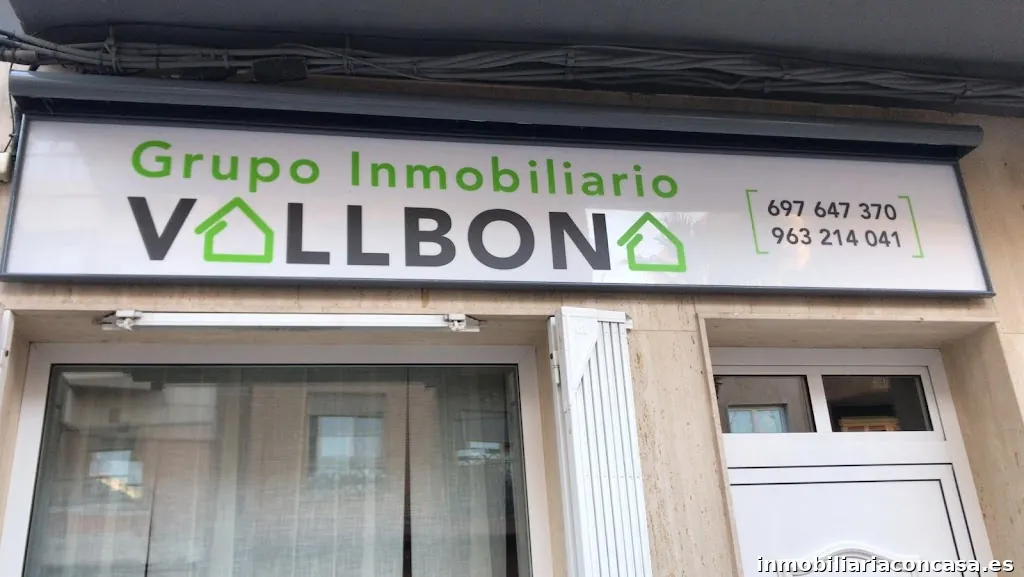 Grupo Inmobiliario
VALLBONA
697 647 370
963 214 041
inmobiliariaconcasa.es